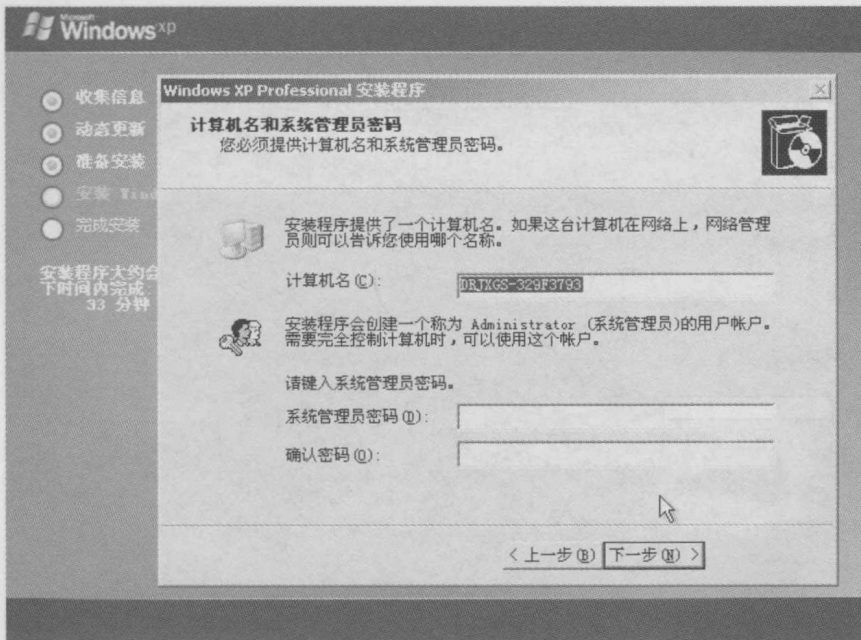 Microsoft
Windows xp
收集信息
动态更新
准备安装
安装 Wind
完成安装
安装程序大约会
下时间内完成:
33 分钟
Windows XP Professional 安装程序
计算机名和系统管理员密码
您必须提供计算机名和系统管理员密码。
安装程序提供了一个计算机名。如果这台计算机在网络上，网络管理
员则可以告诉您使用哪个名称。
计算机名(C):
DRJXGS-329F3793
安装程序会创建一个称为 Administrator (系统管理员)的用户帐户。
需要完全控制计算机时，可以使用这个帐户。
请键入系统管理员密码。
系统管理员密码(D):
确认密码(O):
< 上一步(B)
下一步(N) >